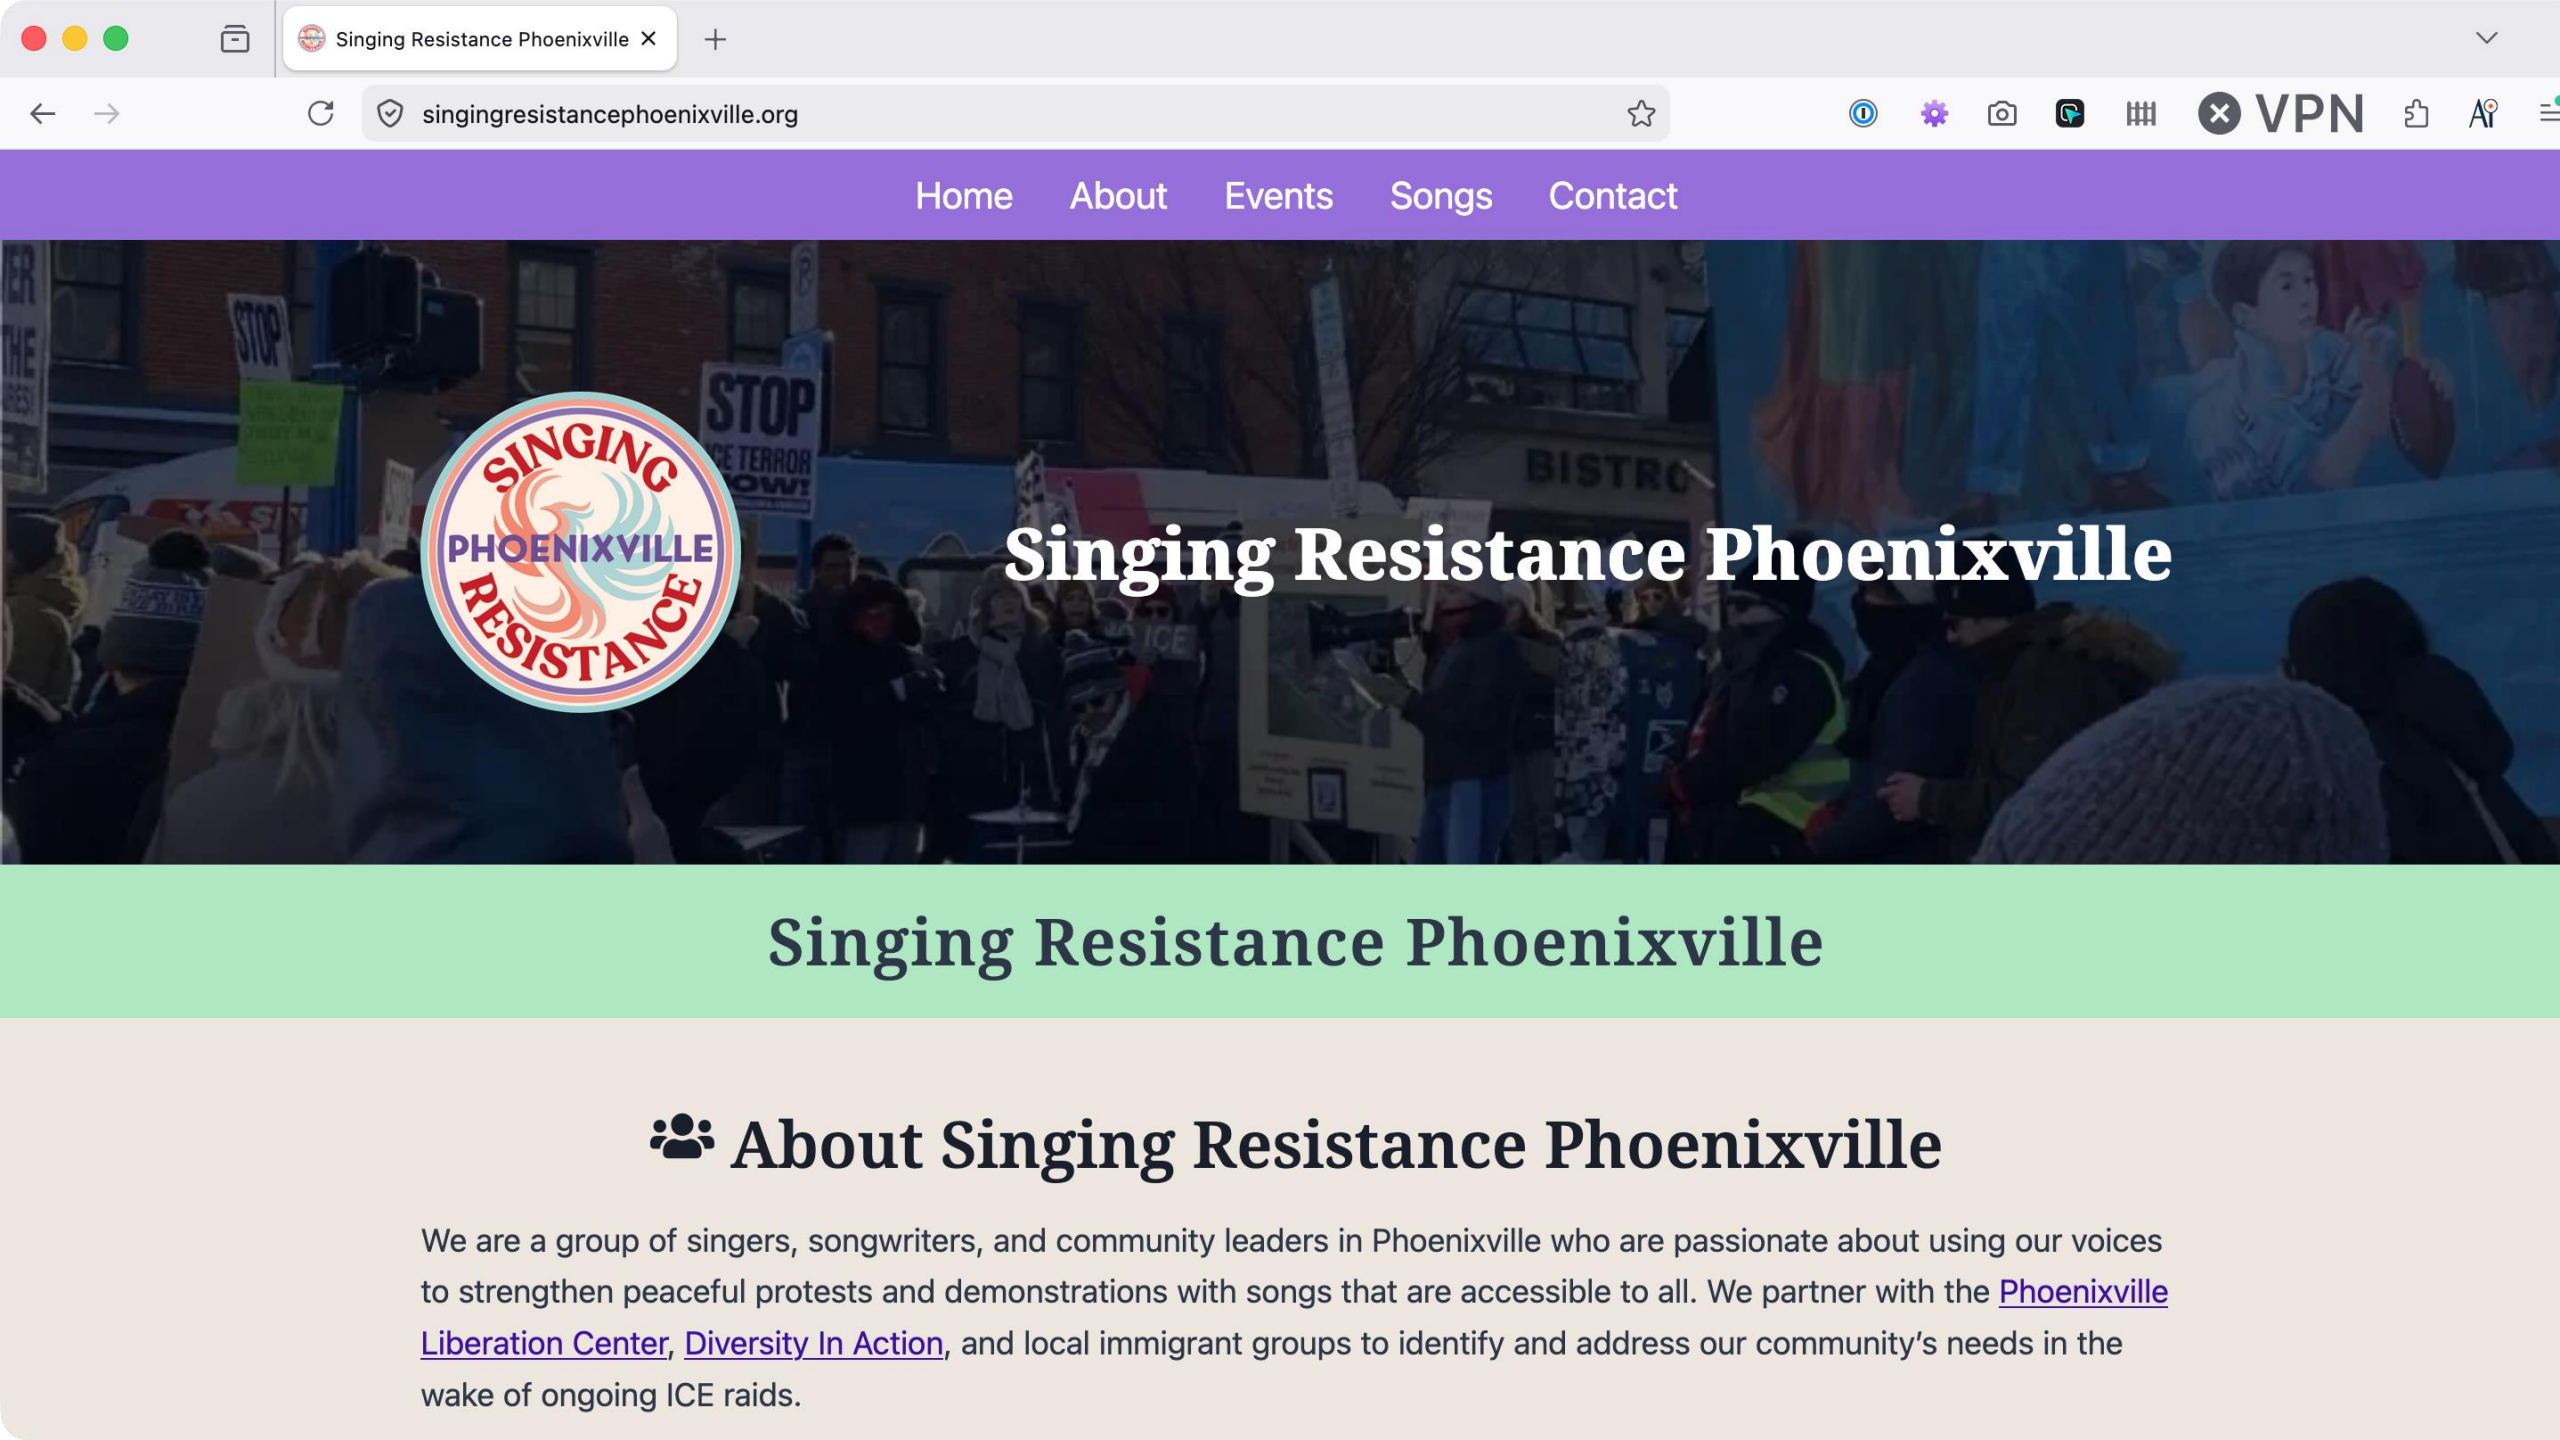 Singing Resistance Phoenixville
singingresistancephoenixville.org
VPN
Home About Events Songs Contact
STOP
STOP
ICE TERROR
NOW!
BISTRO
ICE
SINGING
PHOENIXVILLE
RESISTANCE
Singing Resistance Phoenixville
Singing Resistance Phoenixville
About Singing Resistance Phoenixville
We are a group of singers, songwriters, and community leaders in Phoenixville who are passionate about using our voices
to strengthen peaceful protests and demonstrations with songs that are accessible to all. We partner with the Phoenixville
Liberation Center, Diversity In Action, and local immigrant groups to identify and address our community’s needs in the
wake of ongoing ICE raids.